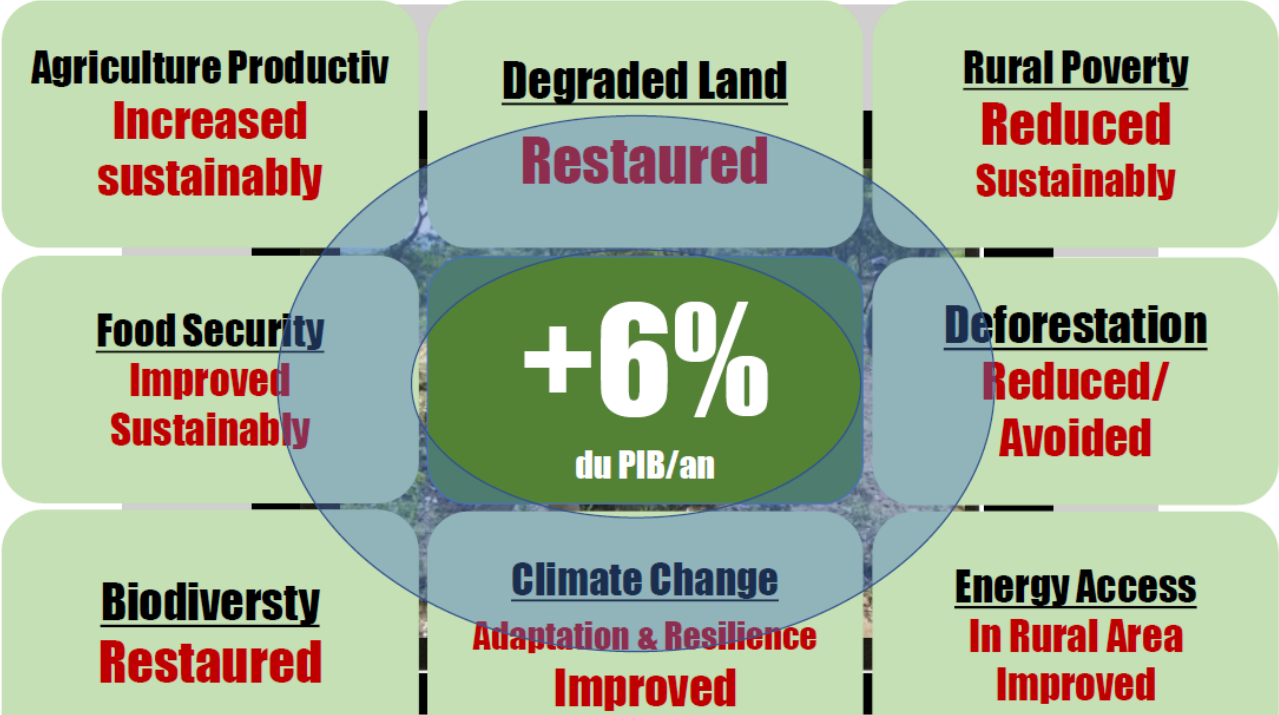 Agriculture Productiv
Increased
sustainably
Degraded Land
Restaured
Rural Poverty
Reduced
Sustainably
Food Security
Improved
Sustainably
+6%
du PIB/an
Deforestation
Reduced/
Avoided
Biodiversty
Restaured
Climate Change
Adaptation & Resilience
Improved
Energy Access
In Rural Area
Improved